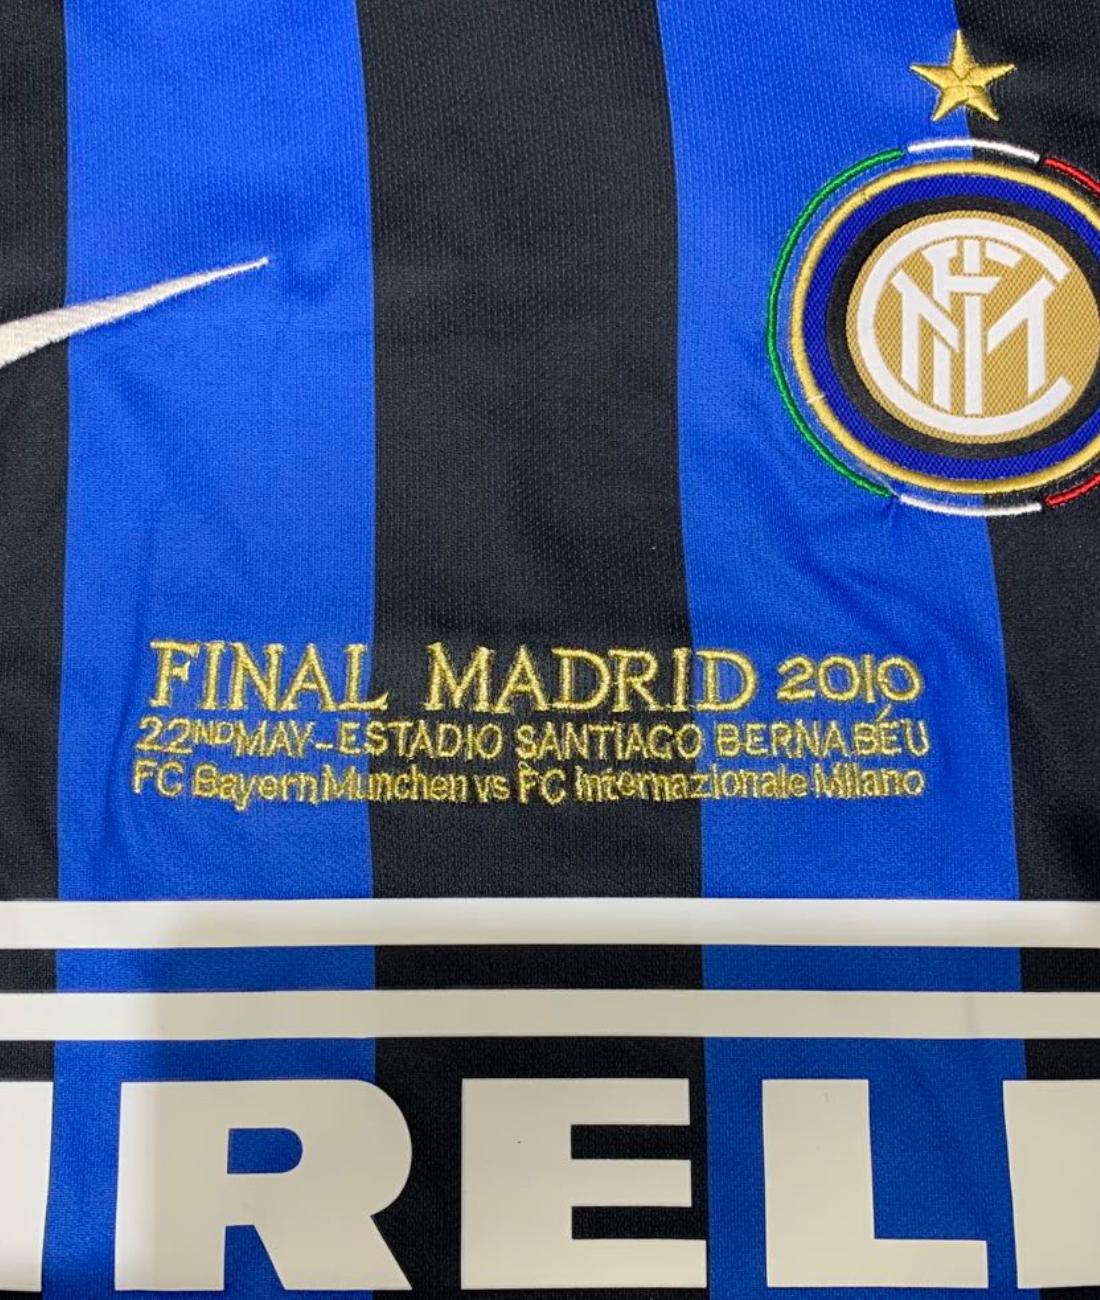 FINAL MADRID 2010
22ND MAY-ESTADIO SANTIAGO BERNABÉU
FC Bayern Munchen vs FC Internazionale Milano
IRELL